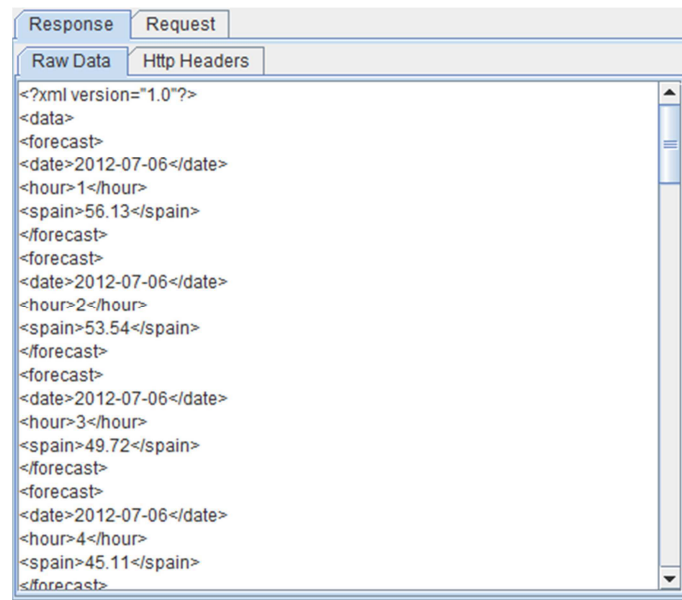 Response Request
Raw Data Http Headers
<?xml version="1.0"?>
<data>
<forecast>
<date>2012-07-06</date>
<hour>1</hour>
<spain>56.13</spain>
</forecast>
<forecast>
<date>2012-07-06</date>
<hour>2</hour>
<spain>53.54</spain>
</forecast>
<forecast>
<date>2012-07-06</date>
<hour>3</hour>
<spain>49.72</spain>
</forecast>
<forecast>
<date>2012-07-06</date>
<hour>4</hour>
<spain>45.11</spain>
</forecast>